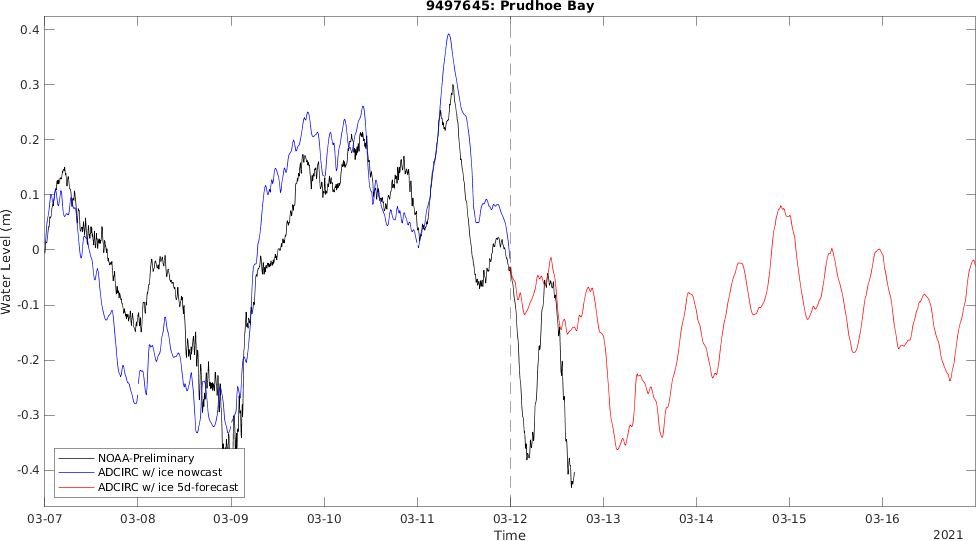 9497645: Prudhoe Bay
0.4
0.3
0.2
0.1
0
-0.1
-0.2
-0.3
-0.4
Water Level (m)
NOAA-Preliminary
ADCIRC w/ ice nowcast
ADCIRC w/ ice 5d-forecast
03-07 03-08 03-09 03-10 03-11 03-12 03-13 03-14 03-15 03-16
Time
2021